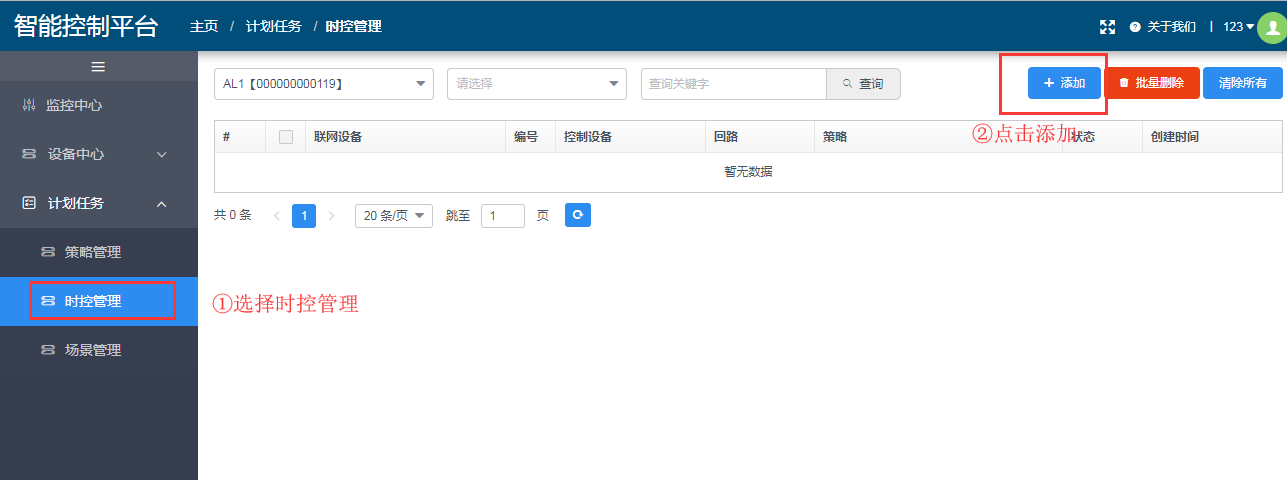 智能控制平台 主页 / 计划任务 / 时控管理 关于我们 | 123
监控中心
设备中心
计划任务
策略管理
时控管理
场景管理
AL1【000000000119】 请选择 查询关键字 查询 添加 批量删除 清除所有
②点击添加
# 联网设备 编号 控制设备 回路 策略 状态 创建时间
暂无数据
共 0 条 1 20 条/页 跳至 1 页
①选择时控管理